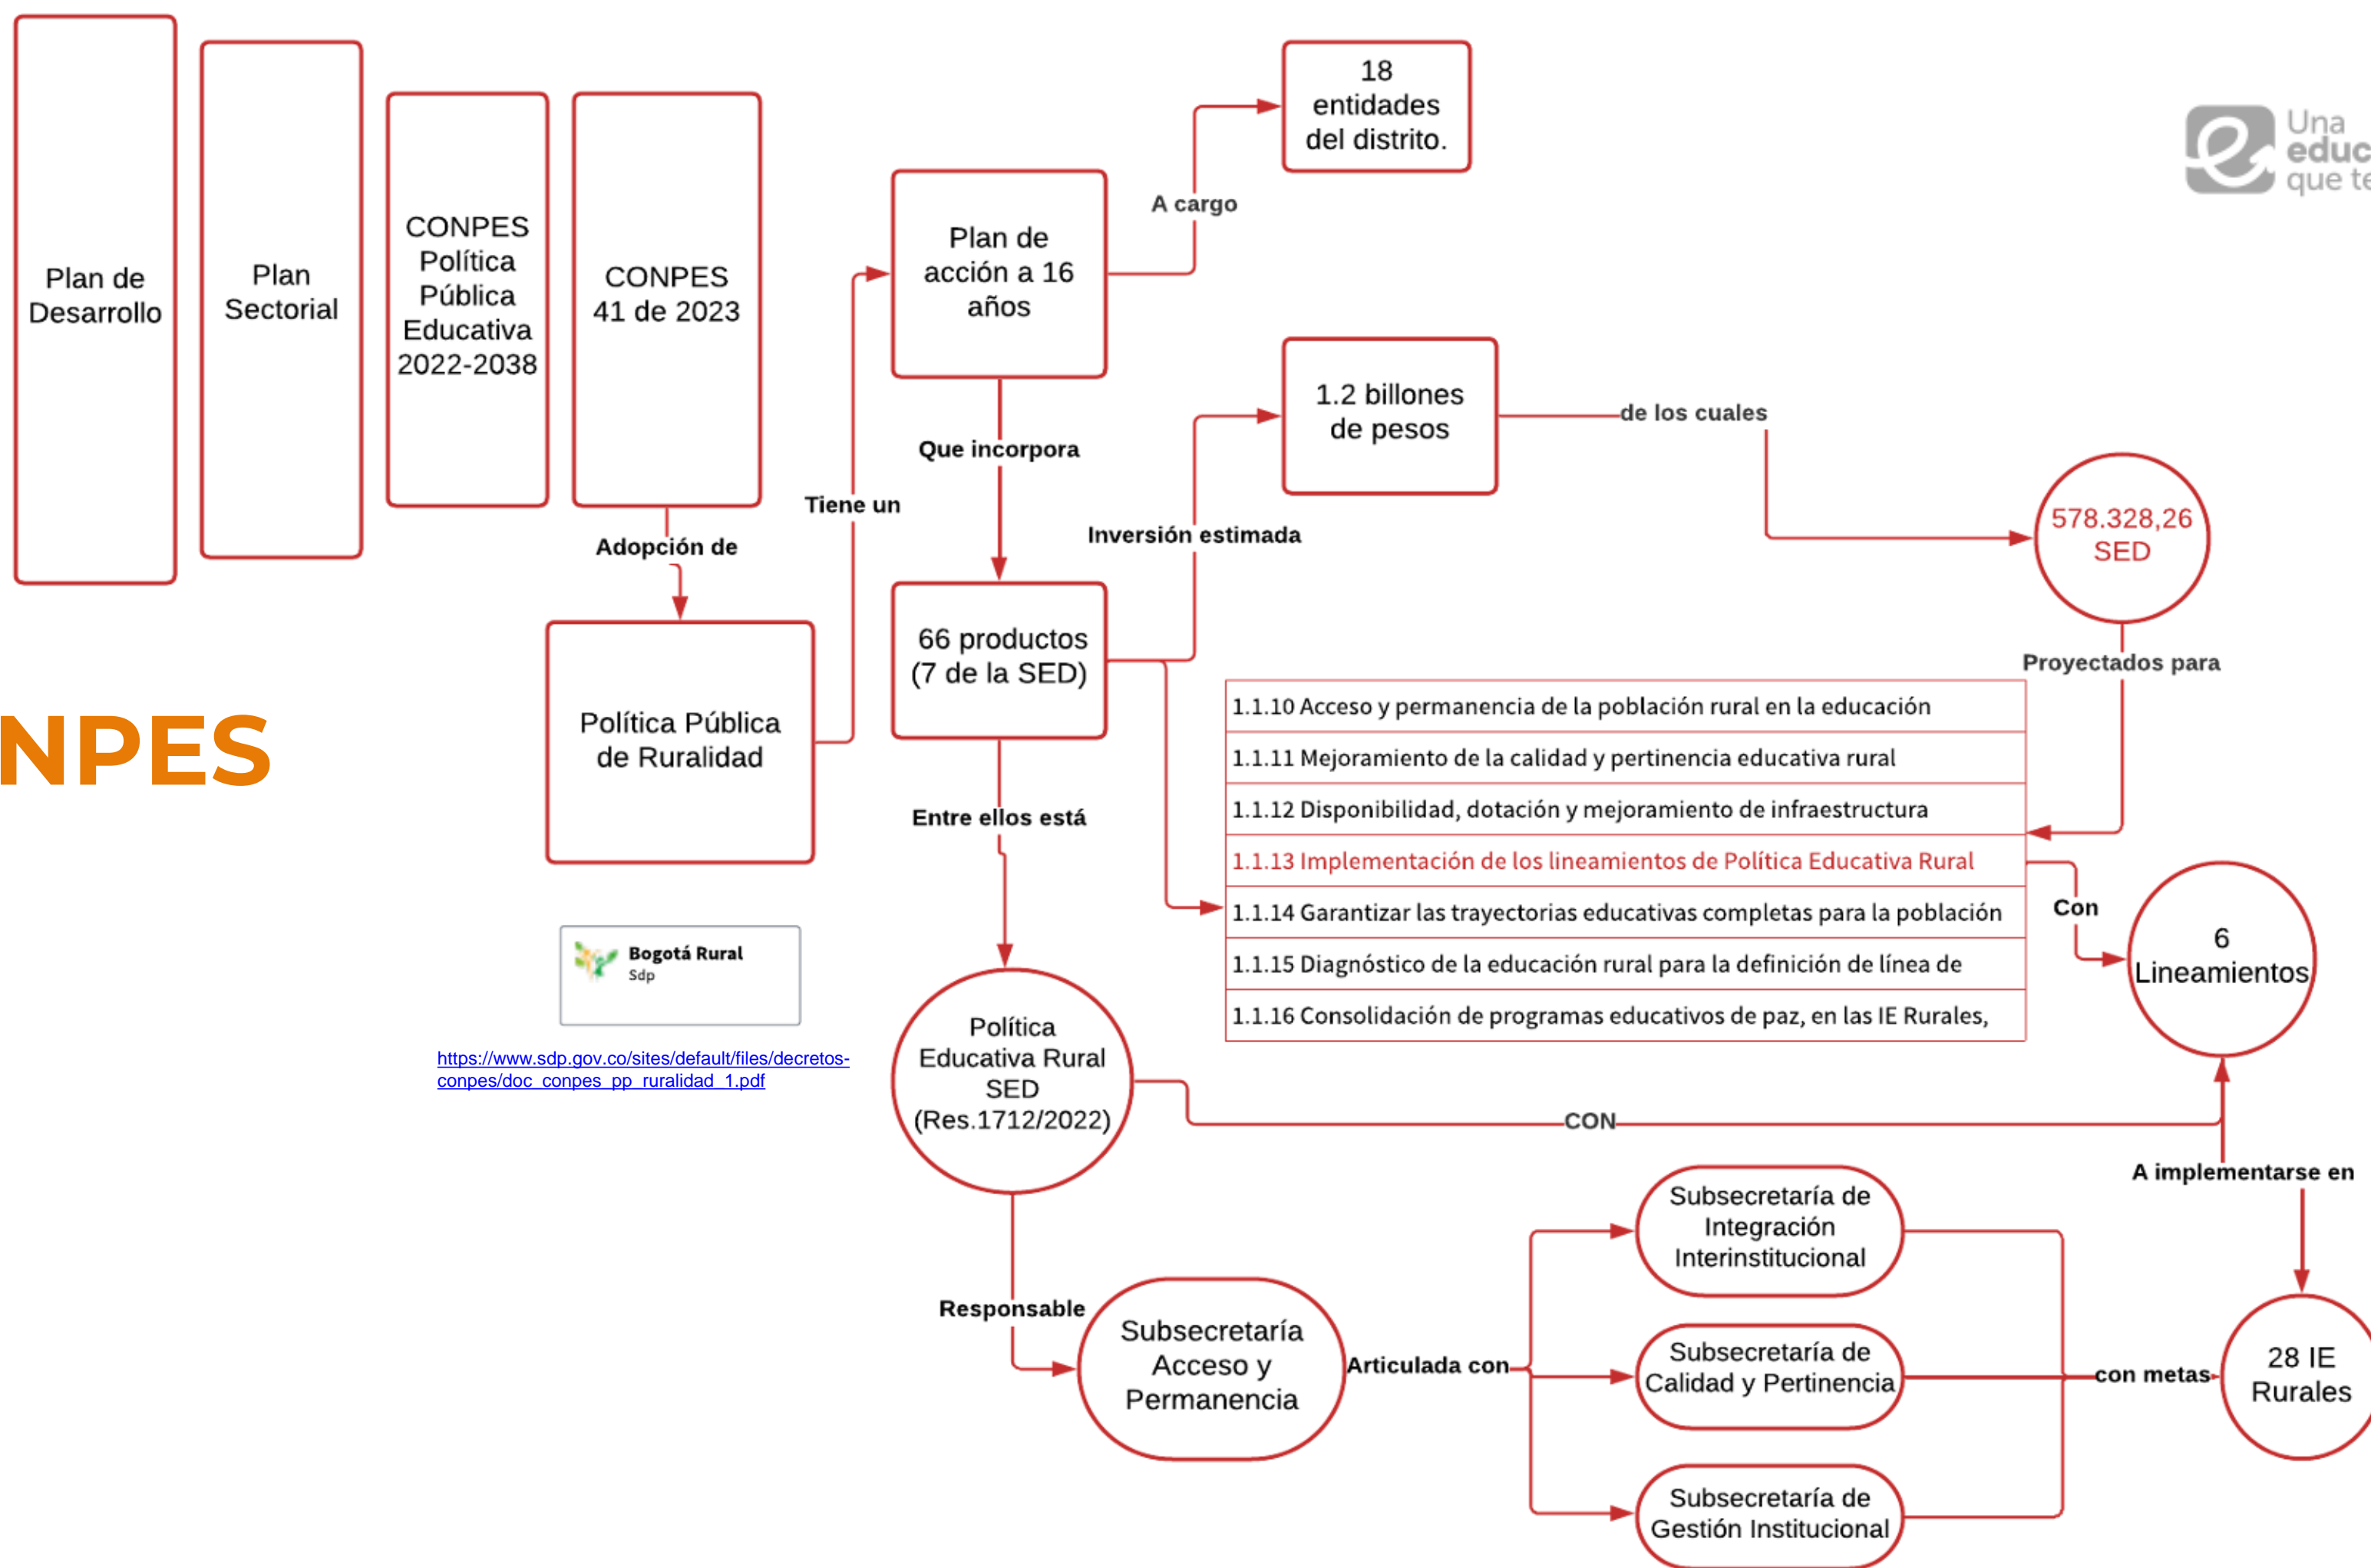 Plan de
Desarrollo
Plan
Sectorial
CONPES
Política
Pública
Educativa
2022-2038
CONPES
41 de 2023
Adopción de
Política Pública
de Ruralidad
Tiene un
Plan de
acción a 16
años
A cargo
18
entidades
del distrito.
Una
que
Que incorpora
66 productos
(7 de la SED)
Inversión estimada
1.2 billones
de pesos
de los cuales
578.328,26
SED
Proyectados para
1.1.10 Acceso y permanencia de la población rural en la educación
1.1.11 Mejoramiento de la calidad y pertinencia educativa rural
1.1.12 Disponibilidad, dotación y mejoramiento de infraestructura
1.1.13 Implementación de los lineamientos de Política Educativa Rural
1.1.14 Garantizar las trayectorias educativas completas para la población
1.1.15 Diagnóstico de la educación rural para la definición de línea de
1.1.16 Consolidación de programas educativos de paz, en las IE Rurales,
Con
6
Lineamientos
NPES
Bogotá Rural
Sdp
https://www.sdp.gov.co/sites/default/files/decretos-
conpes/doc_conpes_pp_ruralidad_1.pdf
Entre ellos está
Política
Educativa Rural
SED
(Res.1712/2022)
CON
A implementarse en
Responsable
Subsecretaría
Acceso y
Permanencia
Articulada con
Subsecretaría de
Integración
Interinstitucional
Subsecretaría de
Calidad y Pertinencia
Subsecretaría de
Gestión Institucional
con metas
28 IE
Rurales